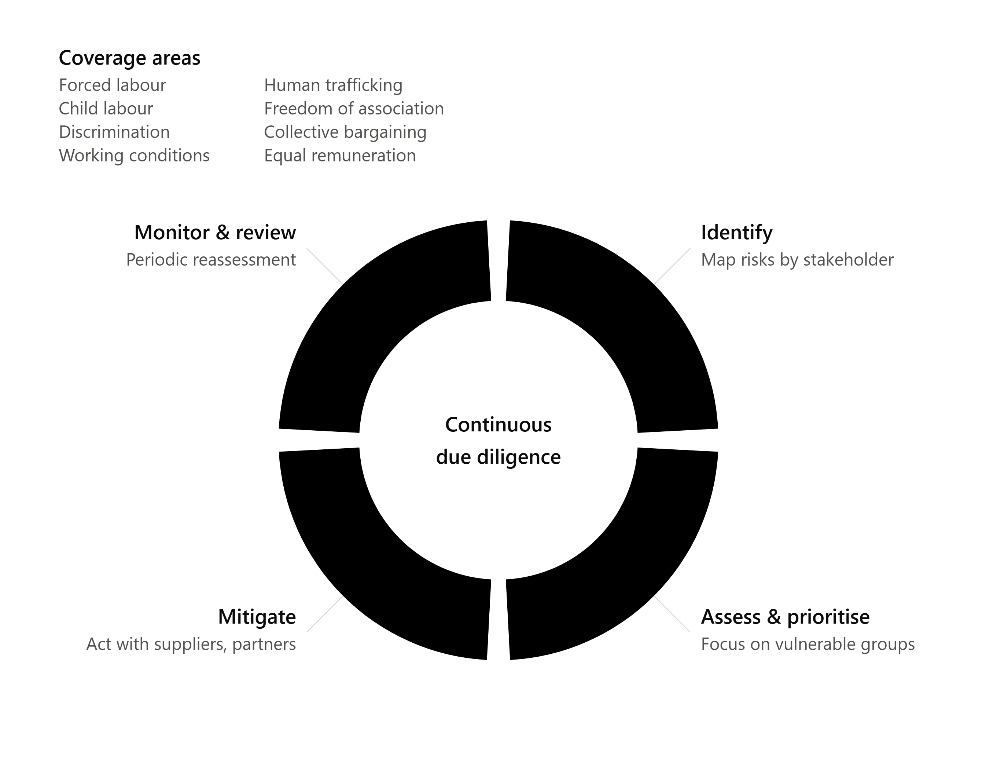 Coverage areas
Forced labour
Child labour
Discrimination
Working conditions
Human trafficking
Freedom of association
Collective bargaining
Equal remuneration
Monitor & review
Periodic reassessment
Identify
Map risks by stakeholder
Continuous
due diligence
Mitigate
Act with suppliers, partners
Assess & prioritise
Focus on vulnerable groups